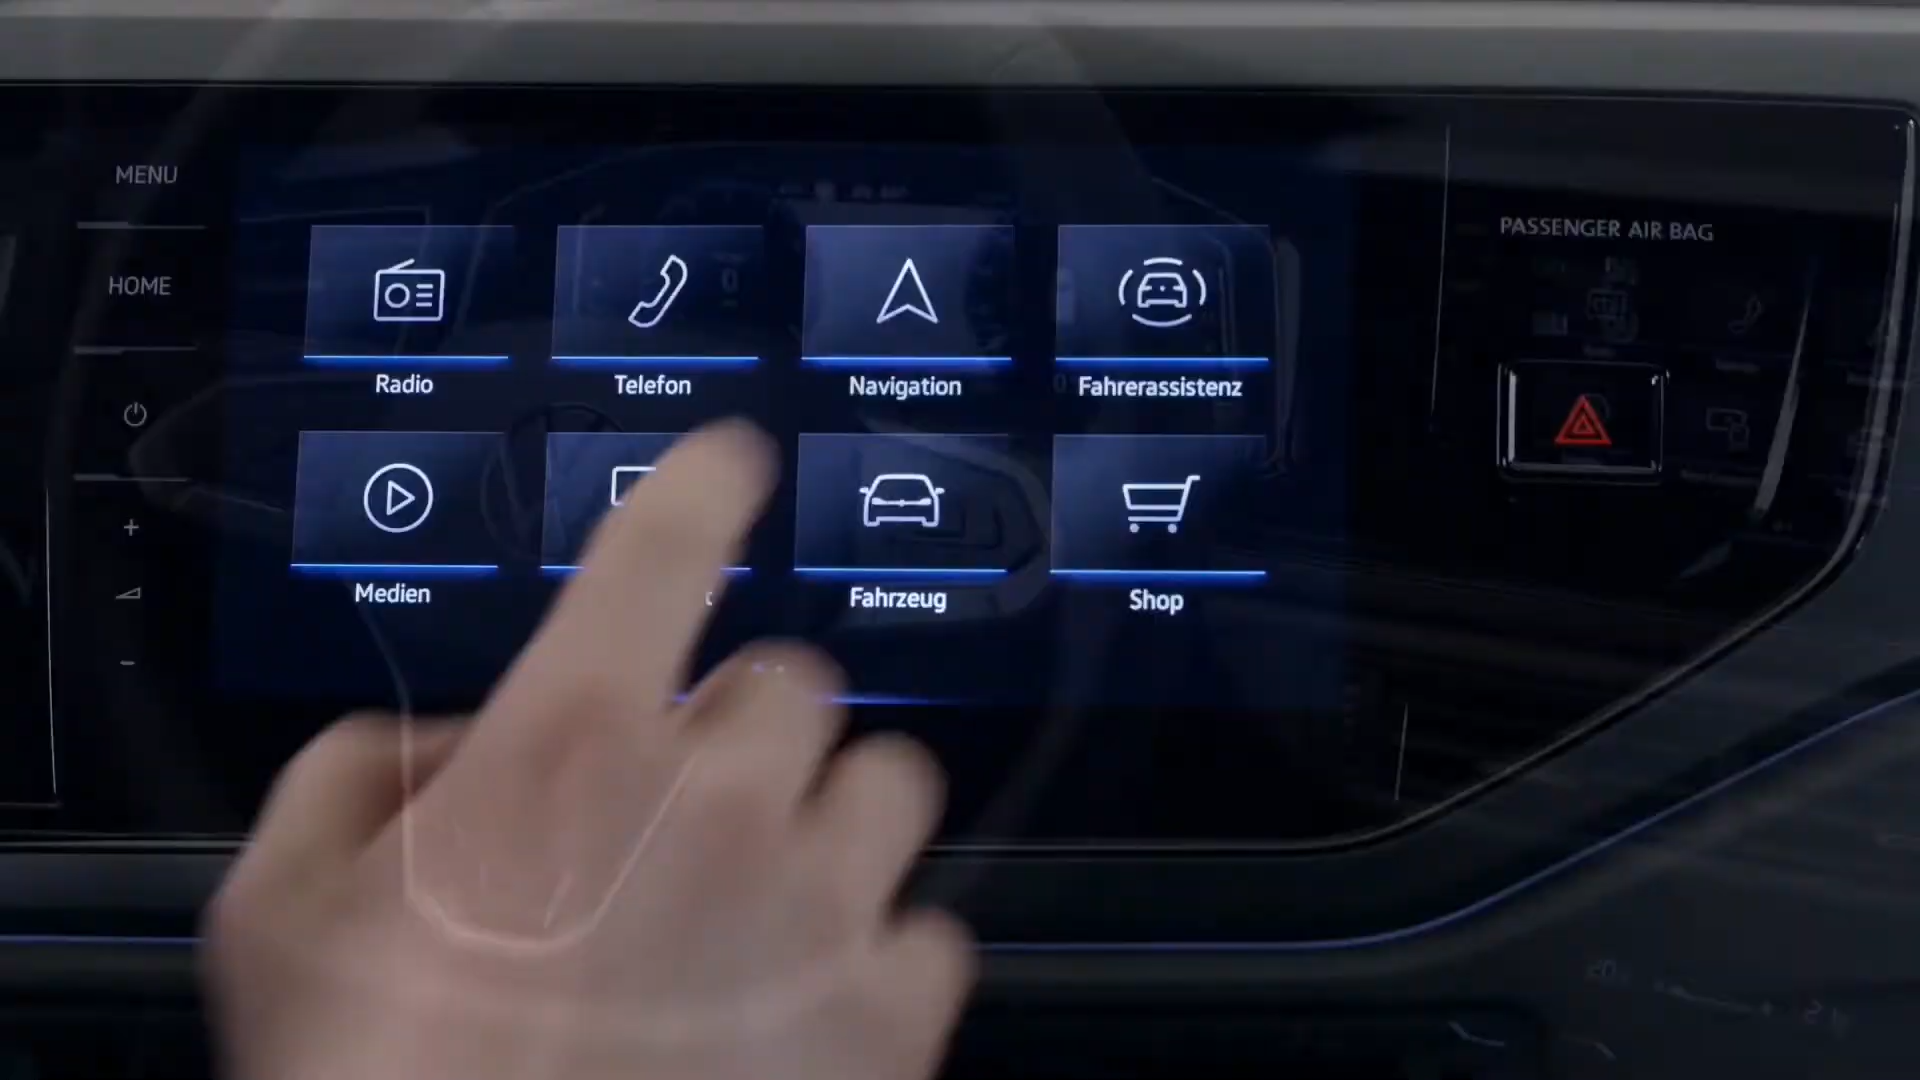 MENU
HOME
PASSENGER AIR BAG
Radio
Telefon
Navigation
Fahrerassistenz
Medien
Fahrzeug
Shop